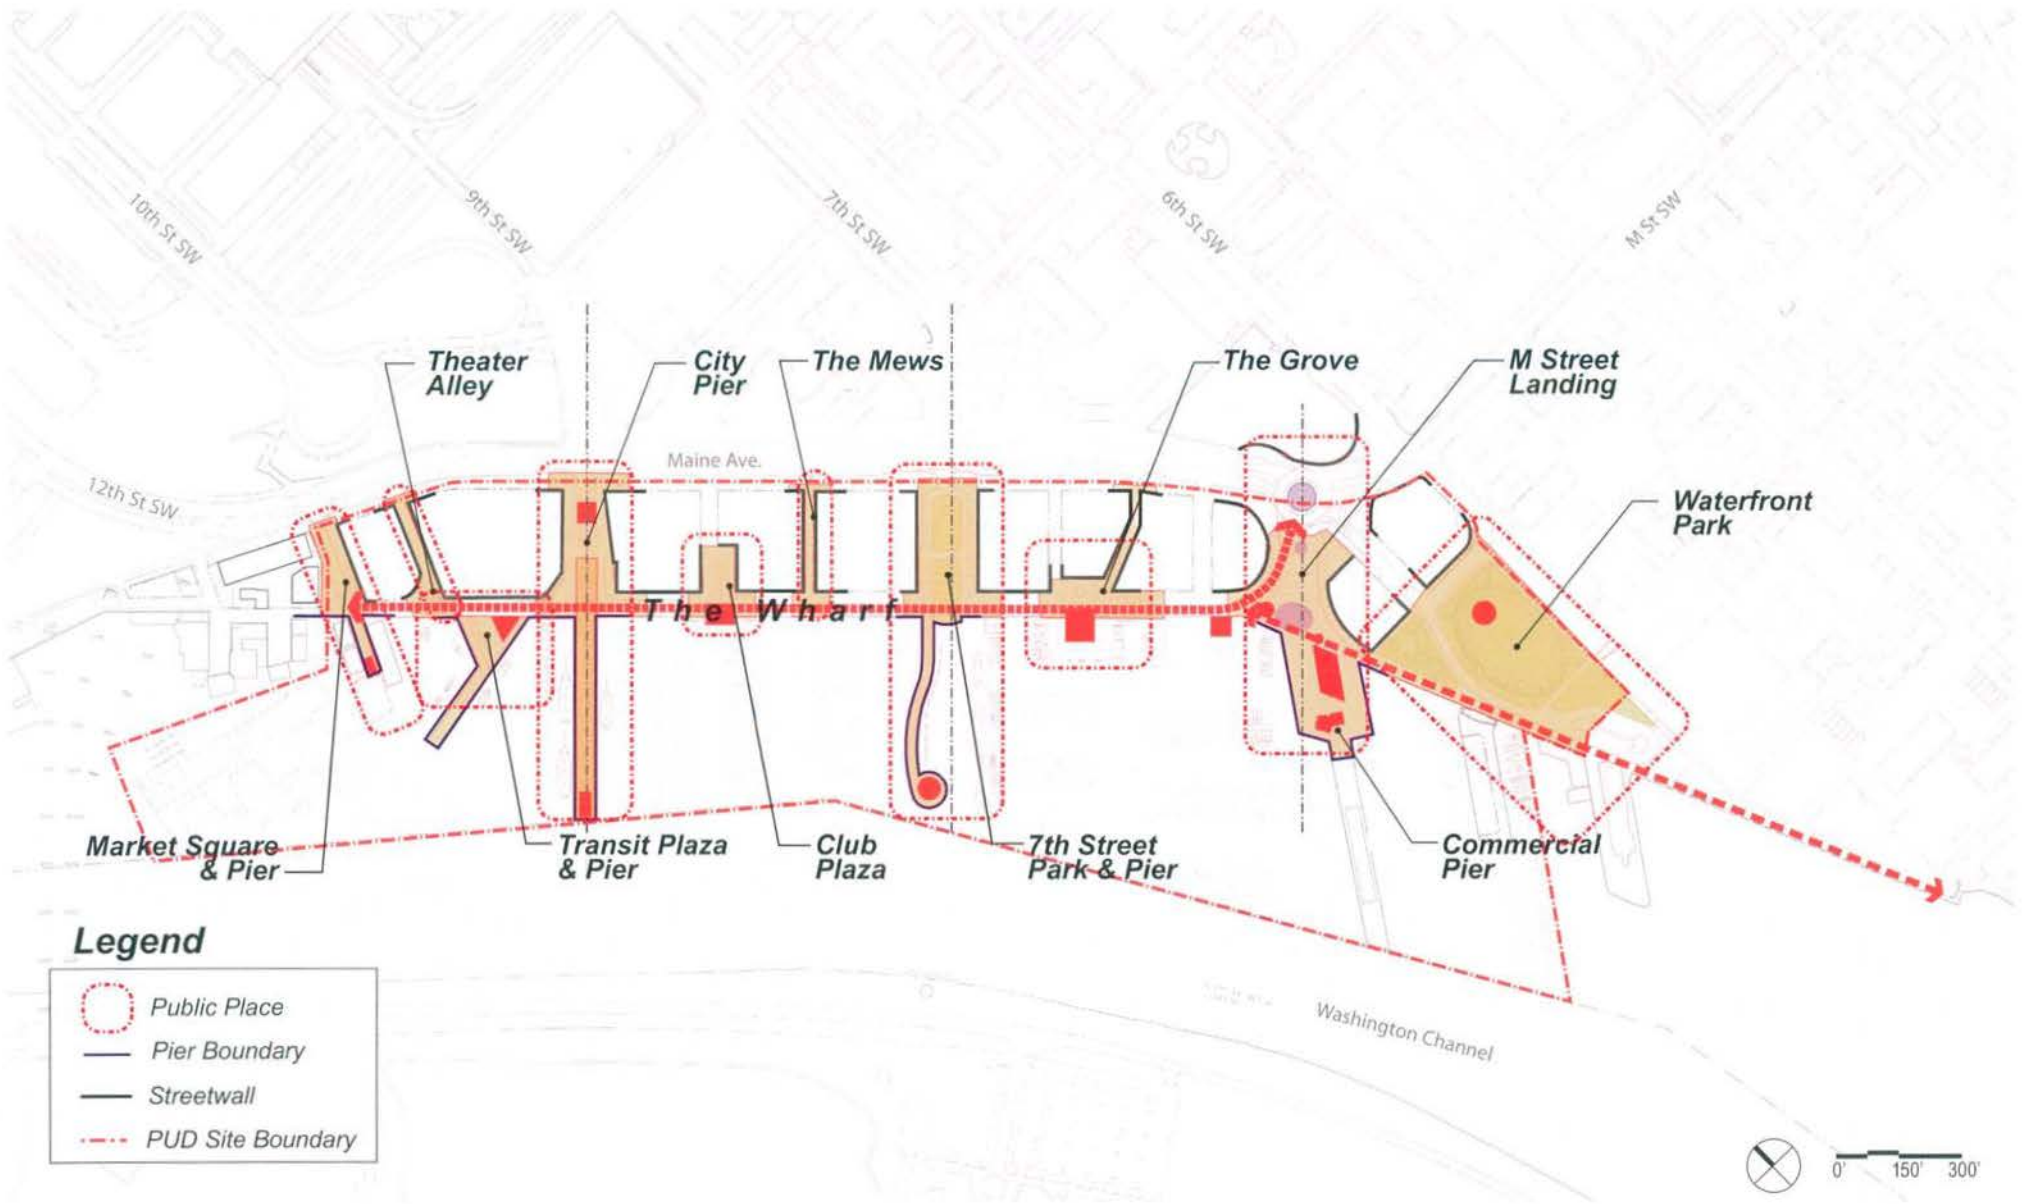 10th St SW
9th St SW
7th St SW
6th St SW
M St SW
Theater
Alley
City
Pier
The Mews
The Grove
M Street
Landing
Maine Ave.
12th St SW
Waterfront
Park
The Wharf
Market Square
& Pier
Transit Plaza
& Pier
Club
Plaza
7th Street
Park & Pier
Commercial
Pier
Washington Channel
Legend
Public Place
Pier Boundary
Streetwall
PUD Site Boundary
0' 150' 300'